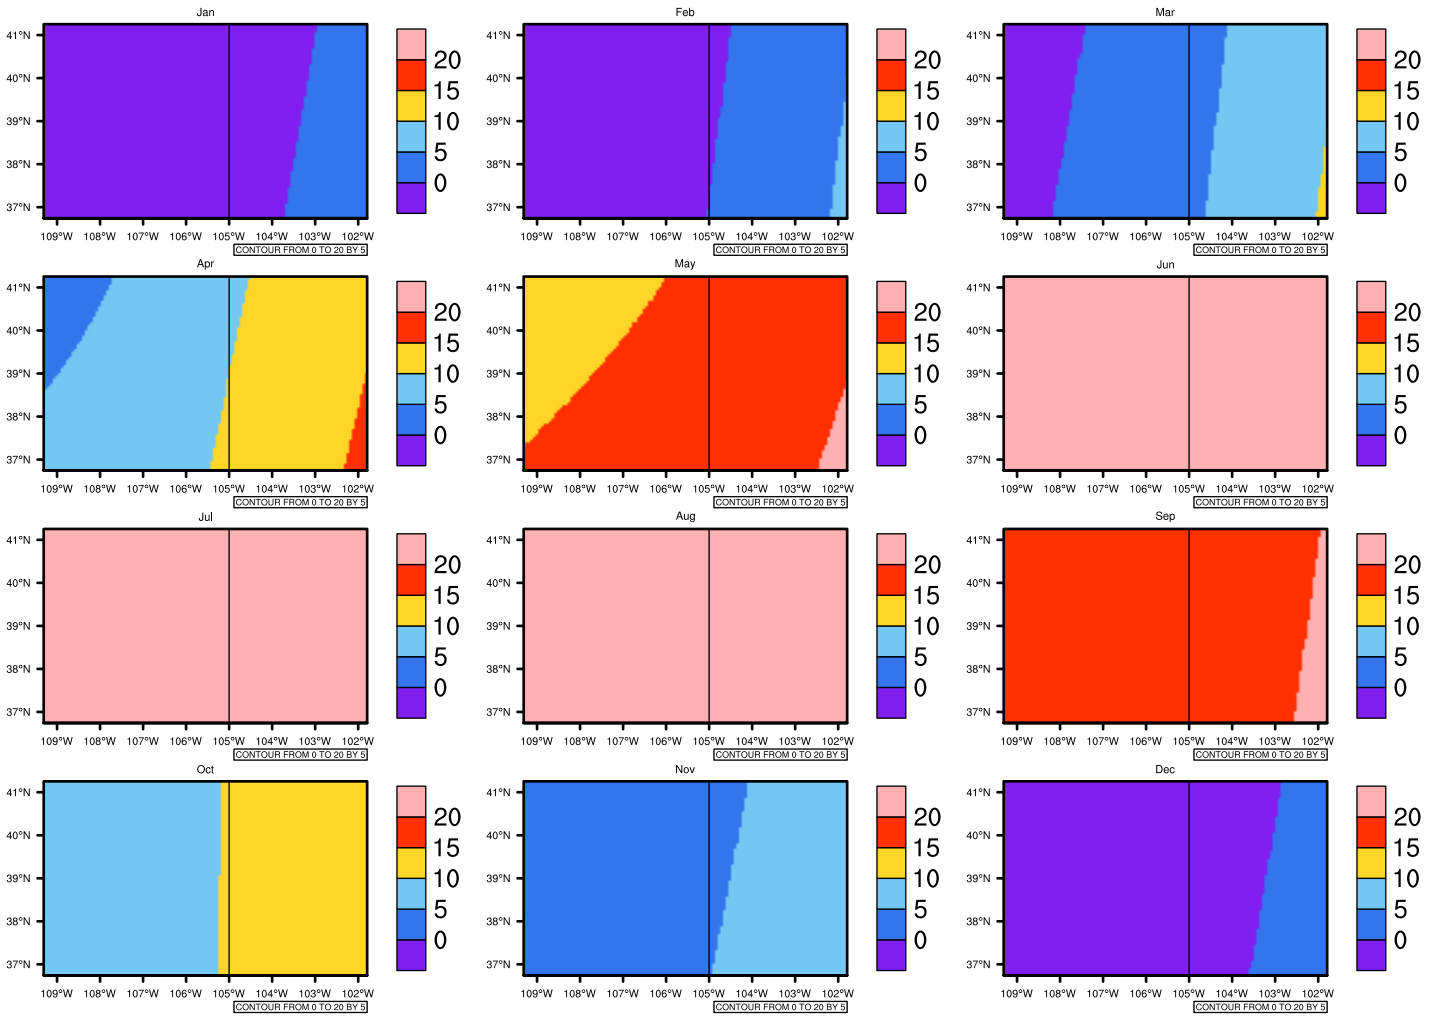 Jan Feb Mar
41°N 20 41°N 20 41°N 20
40°N 15 40°N 15 40°N 15
39°N 10 39°N 10 39°N 10
38°N 5 38°N 5 38°N 5
37°N 0 37°N 0 37°N 0
109°W 108°W 107°W 106°W 105°W 104°W 103°W 102°W 109°W 108°W 107°W 106°W 105°W 104°W 103°W 102°W 109°W 108°W 107°W 106°W 105°W 104°W 103°W 102°W
CONTOUR FROM 0 TO 20 BY 5 CONTOUR FROM 0 TO 20 BY 5 CONTOUR FROM 0 TO 20 BY 5
Apr May Jun
41°N 20 41°N 20 41°N 20
40°N 15 40°N 15 40°N 15
39°N 10 39°N 10 39°N 10
38°N 5 38°N 5 38°N 5
37°N 0 37°N 0 37°N 0
109°W 108°W 107°W 106°W 105°W 104°W 103°W 102°W 109°W 108°W 107°W 106°W 105°W 104°W 103°W 102°W 109°W 108°W 107°W 106°W 105°W 104°W 103°W 102°W
CONTOUR FROM 0 TO 20 BY 5 CONTOUR FROM 0 TO 20 BY 5 CONTOUR FROM 0 TO 20 BY 5
Jul Aug Sep
41°N 20 41°N 20 41°N 20
40°N 15 40°N 15 40°N 15
39°N 10 39°N 10 39°N 10
38°N 5 38°N 5 38°N 5
37°N 0 37°N 0 37°N 0
109°W 108°W 107°W 106°W 105°W 104°W 103°W 102°W 109°W 108°W 107°W 106°W 105°W 104°W 103°W 102°W 109°W 108°W 107°W 106°W 105°W 104°W 103°W 102°W
CONTOUR FROM 0 TO 20 BY 5 CONTOUR FROM 0 TO 20 BY 5 CONTOUR FROM 0 TO 20 BY 5
Oct Nov Dec
41°N 20 41°N 20 41°N 20
40°N 15 40°N 15 40°N 15
39°N 10 39°N 10 39°N 10
38°N 5 38°N 5 38°N 5
37°N 0 37°N 0 37°N 0
109°W 108°W 107°W 106°W 105°W 104°W 103°W 102°W 109°W 108°W 107°W 106°W 105°W 104°W 103°W 102°W 109°W 108°W 107°W 106°W 105°W 104°W 103°W 102°W
CONTOUR FROM 0 TO 20 BY 5 CONTOUR FROM 0 TO 20 BY 5 CONTOUR FROM 0 TO 20 BY 5